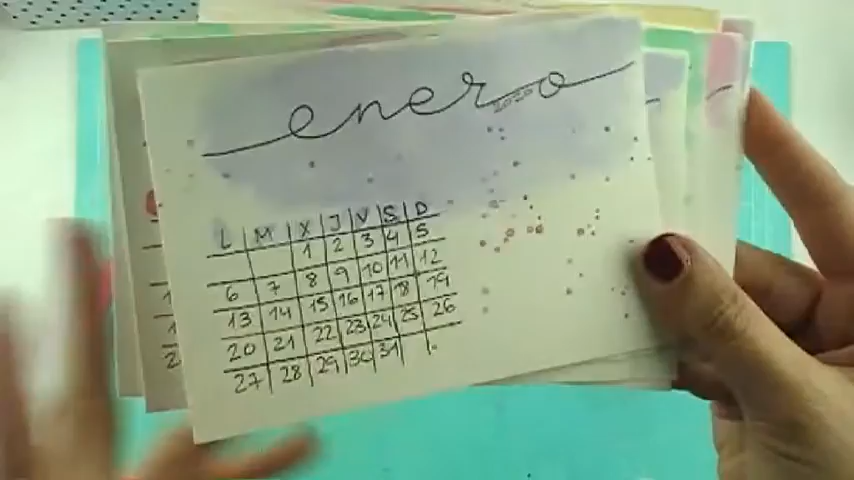 enero
2020
L M X J V S D
1 2 3 4 5
6 7 8 9 10 11 12
13 14 15 16 17 18 19
20 21 22 23 24 25 26
27 28 29 30 31